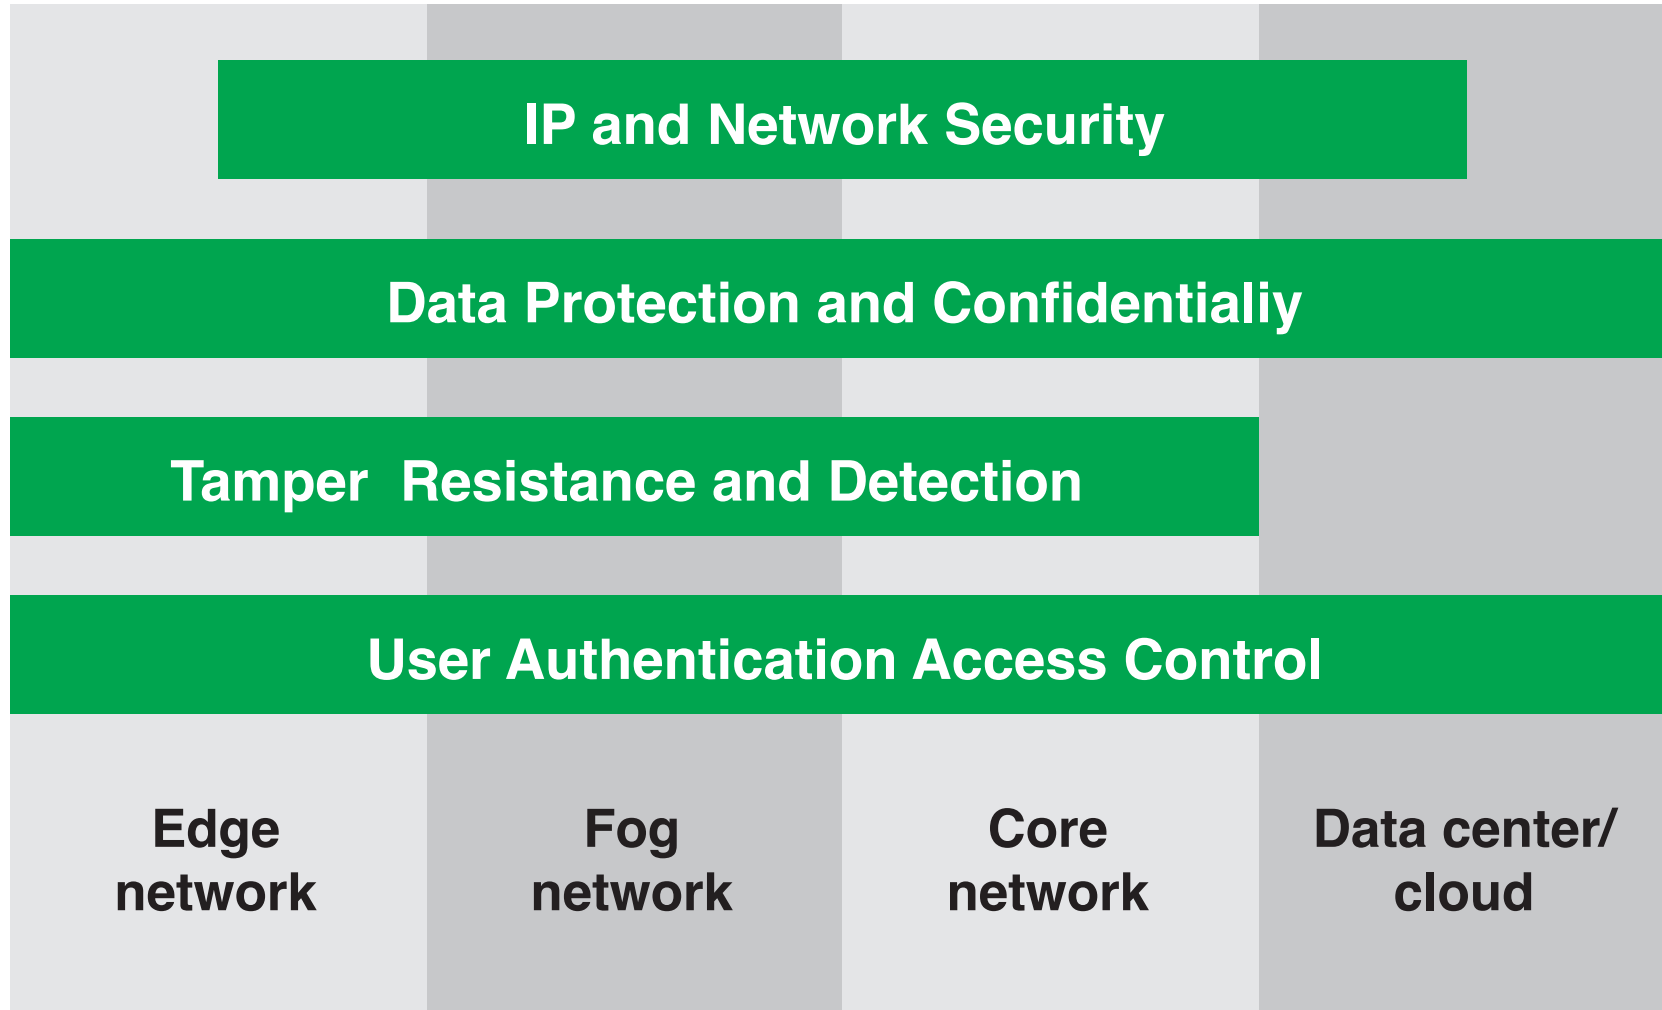 IP and Network Security
Data Protection and Confidentialiy
Tamper  Resistance and Detection
User Authentication Access Control
Edge
network
Fog
network
Core
network
Data center/
cloud